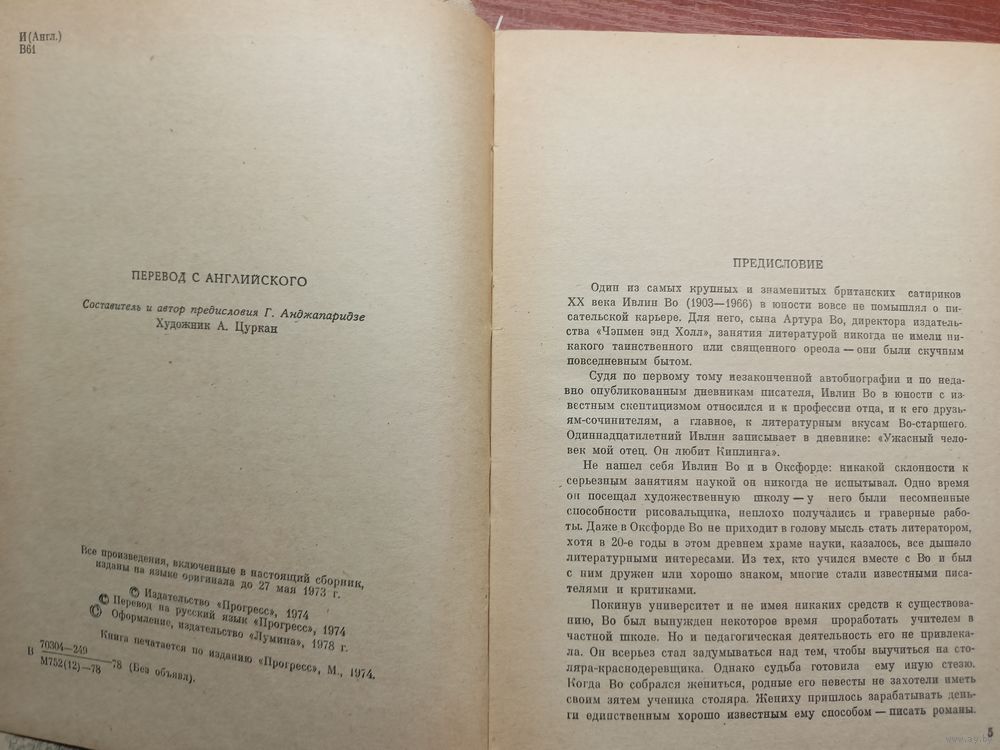 И(Англ.)
В61
ПЕРЕВОД С АНГЛИЙСКОГО
Составитель и автор предисловия Г. Анджапаридзе
Художник А. Цуркан
Все произведения, включенные в настоящий сборник,
изданы на языке оригинала до 27 мая 1973 г.
© Издательство «Прогресс», 1974
© Перевод на русский язык «Прогресс», 1974
© Оформление, издательство «Лумина», 1978 г.
Книга печатается по изданию «Прогресс», М., 1974.
В 70304—249
М752(12)—78 —78 (Без объявл).
ПРЕДИСЛОВИЕ
Один из самых крупных и знаменитых британских сатириков
XX века Ивлин Во (1903—1966) в юности вовсе не помышлял о пи-
сательской карьере. Для него, сына Артура Во, директора издатель-
ства «Чэпмен энд Холл», занятия литературой никогда не имели ни-
какого таинственного или священного ореола — они были скучным
повседневным бытом.
Судя по первому тому незаконченной автобиографии и по неда-
вно опубликованным дневникам писателя, Ивлин Во в юности с из-
вестным скептицизмом относился и к профессии отца, и к его друзь-
ям-сочинителям, а главное, к литературным вкусам Во-старшего.
Одиннадцатилетний Ивлин записывает в дневнике: «Ужасный чело-
век мой отец. Он любит Киплинга».
Не нашел себя Ивлин Во и в Оксфорде: никакой склонности к
серьезным занятиям наукой он никогда не испытывал. Одно время
он посещал художественную школу — у него были несомненные
способности рисовальщика, неплохо получались и граверные рабо-
ты. Даже в Оксфорде Во не приходит в голову мысль стать литератором,
хотя в 20-е годы в этом древнем храме науки, казалось, все дышало
литературными интересами. Из тех, кто учился вместе с Во и был
с ним дружен или хорошо знаком, многие стали известными писа-
телями и критиками.
Покинув университет и не имея никаких средств к существова-
нию, Во был вынужден некоторое время проработать учителем в
частной школе. Но и педагогическая деятельность его не привлека-
ла. Он всерьез стал задумываться над тем, чтобы выучиться на сто-
ляра-краснодеревщика. Однако судьба готовила ему иную стезю.
Когда Во собрался жениться, родные его невесты не захотели иметь
своим зятем ученика столяра. Жениху пришлось зарабатывать день-
ги единственным хорошо известным ему способом — писать романы.
5
www.ay.by